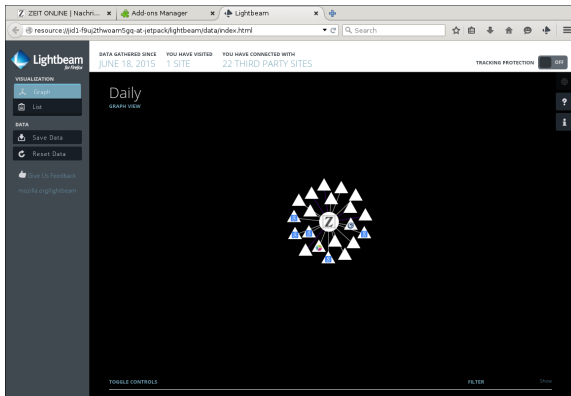 ZEIT ONLINE | Nachri...
Add-ons Manager
Lightbeam
resource://jid1-f9uj2thwoam5gq-at-jetpack/lightbeam/data/index.html
Search
Lightbeam
for Firefox
DATA GATHERED SINCE
JUNE 18, 2015
YOU HAVE VISITED
1 SITE
YOU HAVE CONNECTED WITH
22 THIRD PARTY SITES
TRACKING PROTECTION
OFF
VISUALIZATION
Graph
List
DATA
Save Data
Reset Data
Give Us Feedback
mozilla.org/lightbeam
Daily
GRAPH VIEW
Z
TOGGLE CONTROLS
FILTER
Show